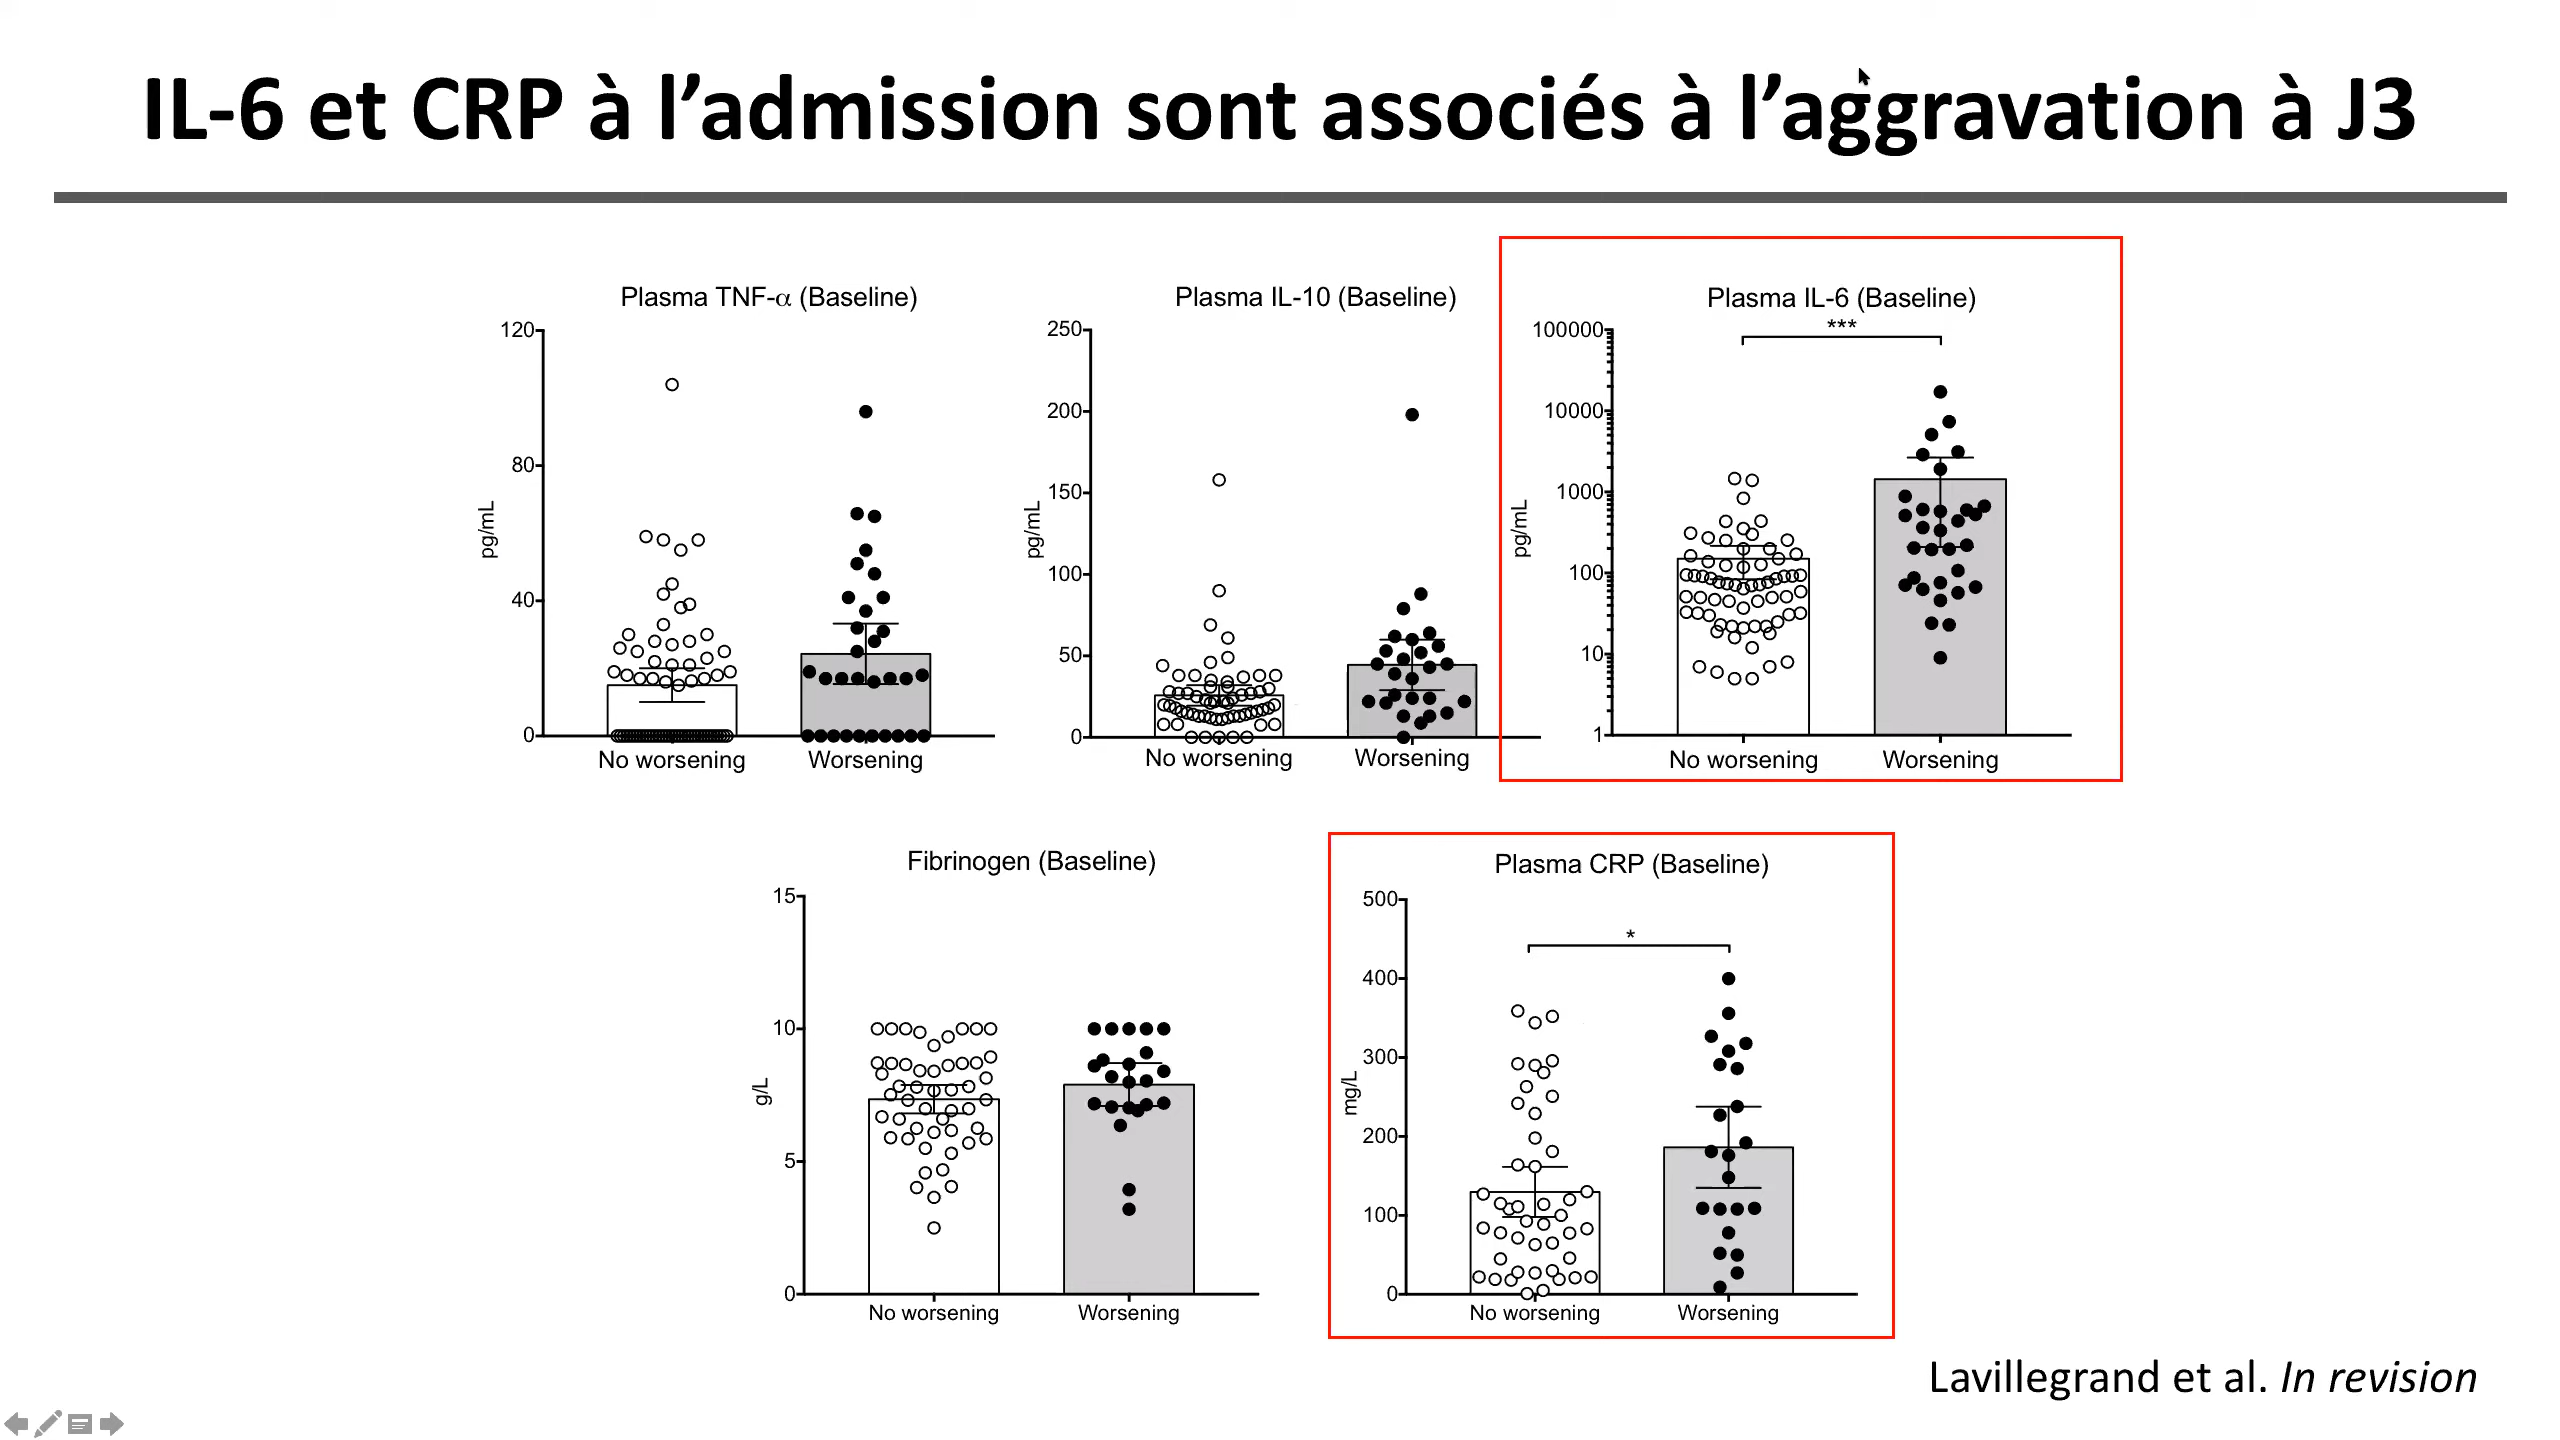 IL-6 et CRP à l’admission sont associés à l’aggravation à J3
Plasma TNF-α (Baseline)
120
80
40
0
pg/mL
No worsening
Worsening
Plasma IL-10 (Baseline)
250
200
150
100
50
0
pg/mL
No worsening
Worsening
Plasma IL-6 (Baseline)
***
100000
10000
1000
100
10
1
pg/mL
No worsening
Worsening
Fibrinogen (Baseline)
15
10
5
0
g/L
No worsening
Worsening
Plasma CRP (Baseline)
*
500
400
300
200
100
0
mg/L
No worsening
Worsening
Lavillegrand et al. In revision